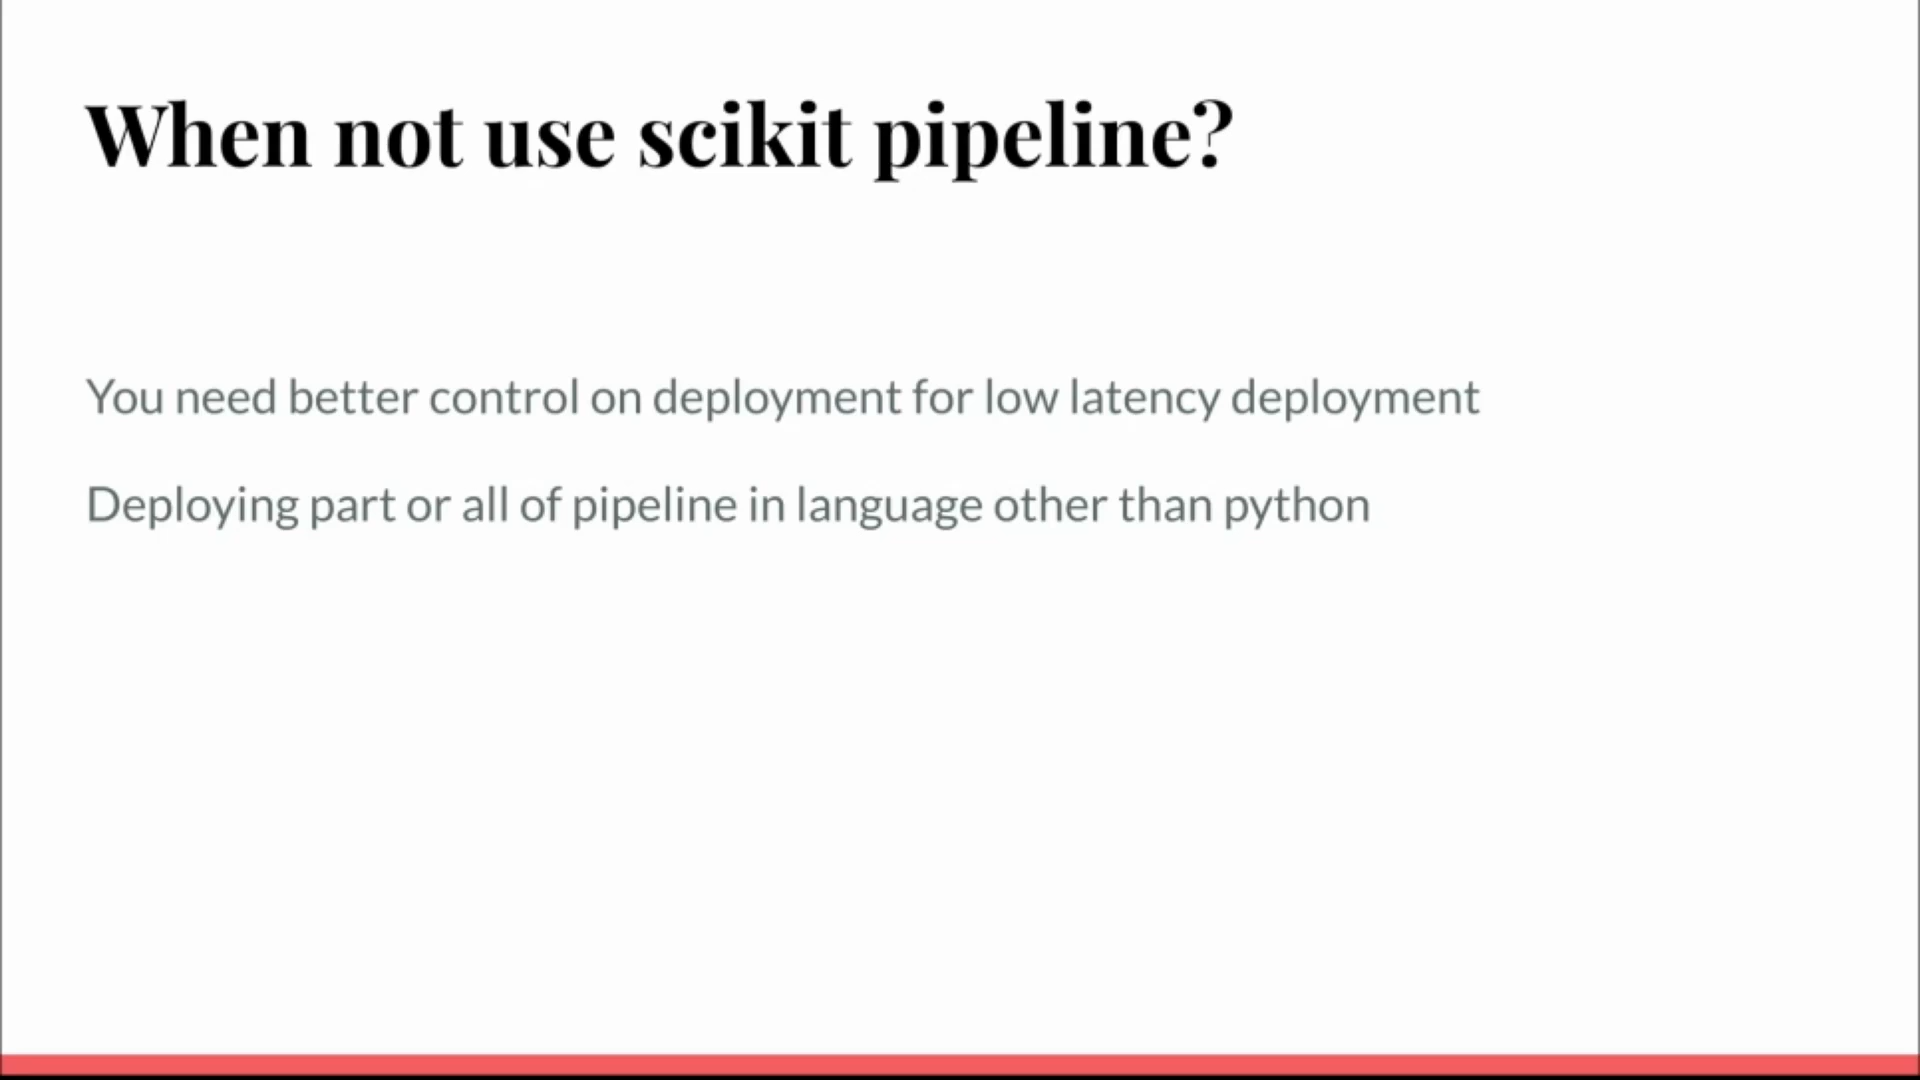 When not use scikit pipeline?
You need better control on deployment for low latency deployment
Deploying part or all of pipeline in language other than python